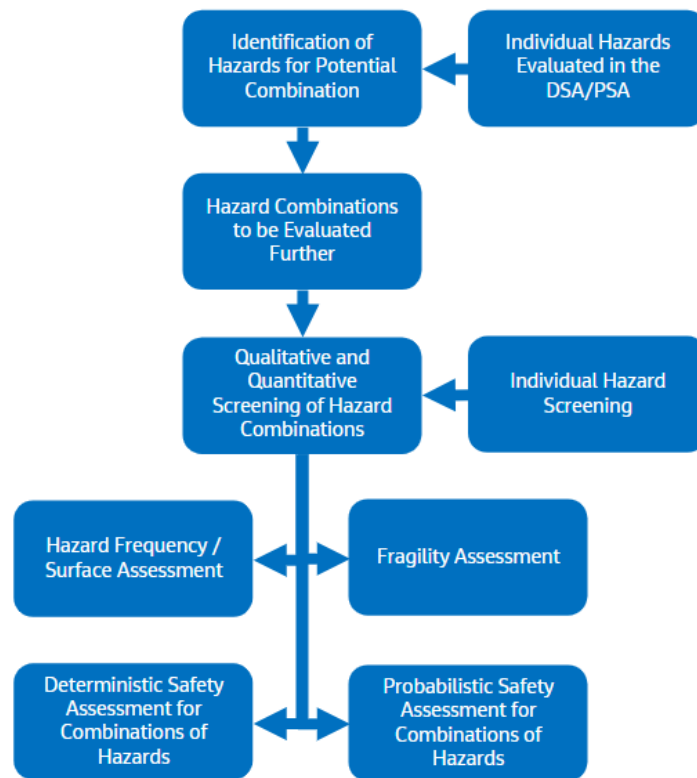 Identification of
Hazards for Potential
Combination
Individual Hazards
Evaluated in the
DSA/PSA
Hazard Combinations
to be Evaluated
Further
Qualitative and
Quantitative
Screening of Hazard
Combinations
Individual Hazard
Screening
Hazard Frequency /
Surface Assessment
Fragility Assessment
Deterministic Safety
Assessment for
Combinations of
Hazards
Probabilistic Safety
Assessment for
Combinations of
Hazards